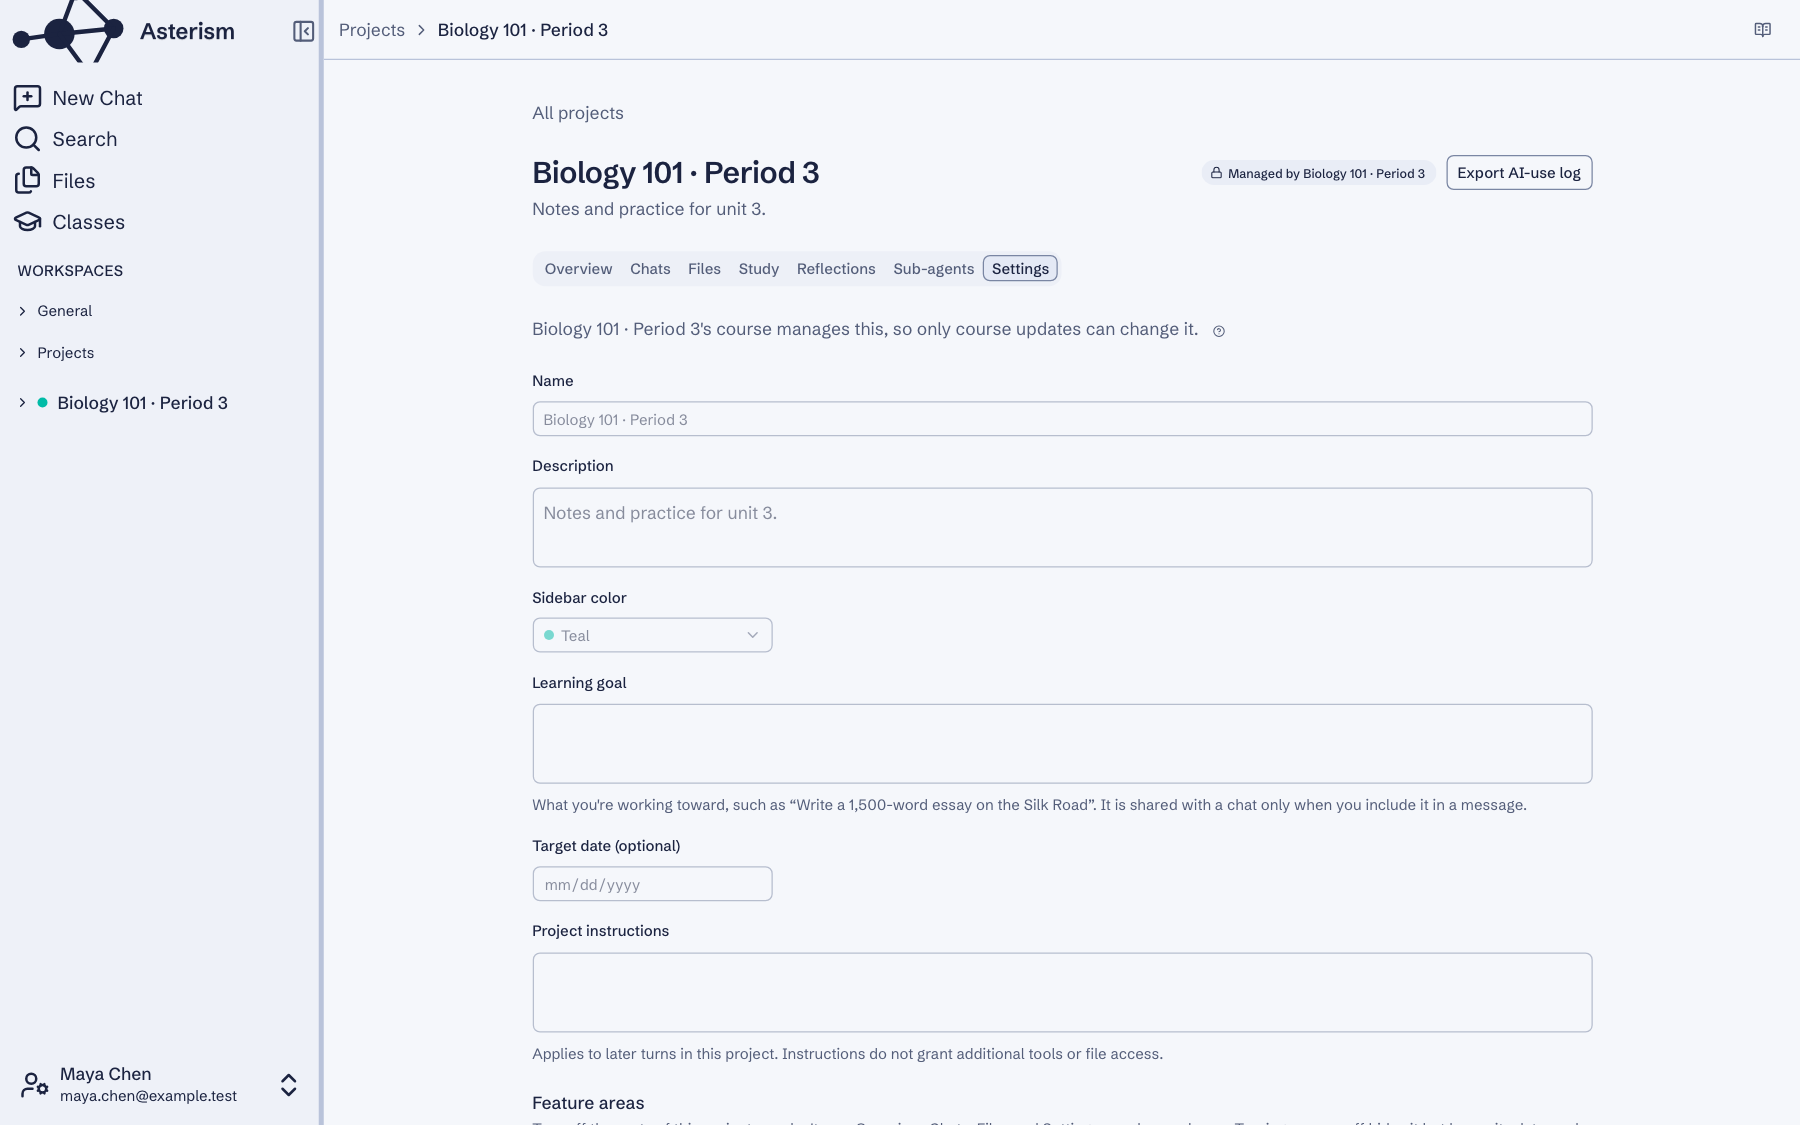 Asterism
New Chat
Search
Files
Classes
WORKSPACES
General
Projects
Biology 101 · Period 3
Maya Chen
maya.chen@example.test
Projects > Biology 101 · Period 3
All projects
Biology 101 · Period 3
Managed by Biology 101 · Period 3
Export AI-use log
Notes and practice for unit 3.
Overview Chats Files Study Reflections Sub-agents Settings
Biology 101 · Period 3's course manages this, so only course updates can change it.
Name
Biology 101 · Period 3
Description
Notes and practice for unit 3.
Sidebar color
Teal
Learning goal
What you're working toward, such as “Write a 1,500-word essay on the Silk Road”. It is shared with a chat only when you include it in a message.
Target date (optional)
mm/dd/yyyy
Project instructions
Applies to later turns in this project. Instructions do not grant additional tools or file access.
Feature areas